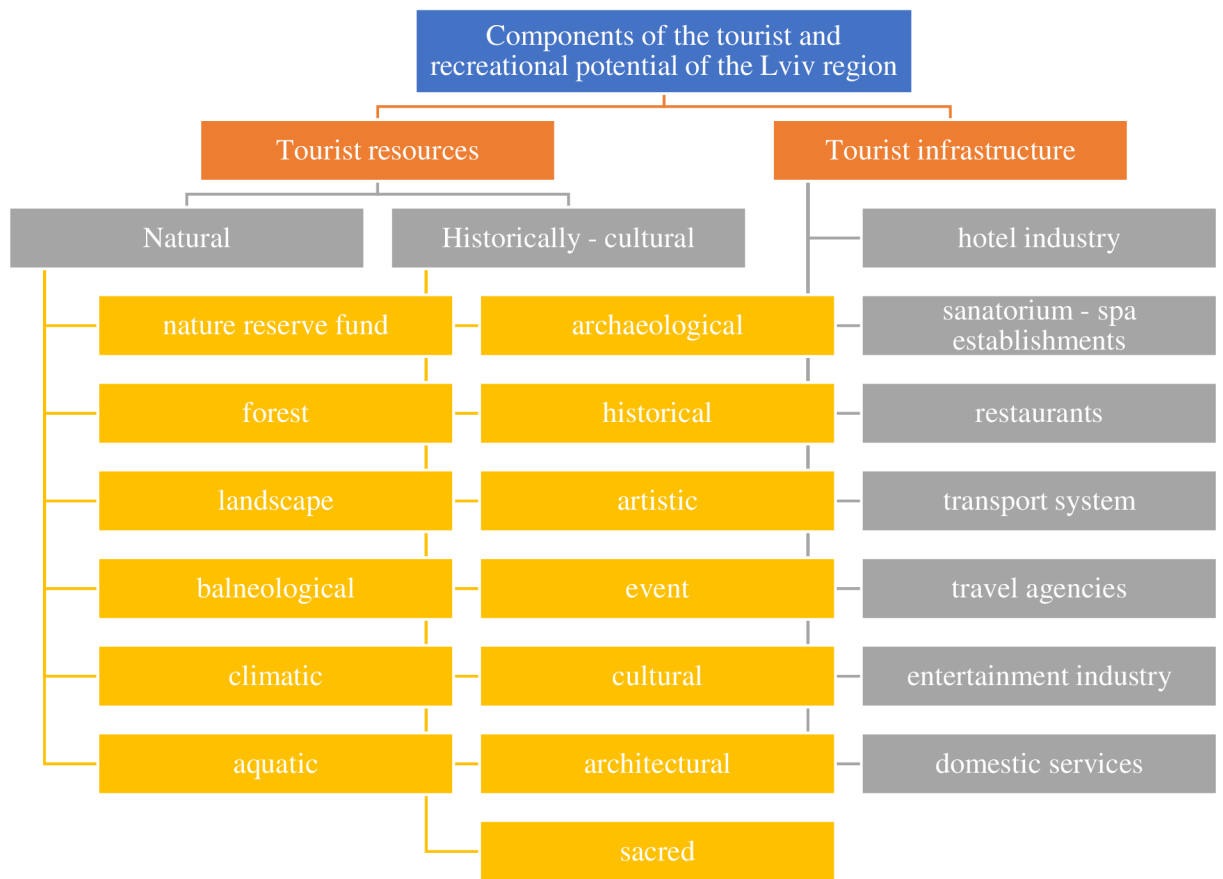 Components of the tourist and
recreational potential of the Lviv region
Tourist resources
Tourist infrastructure
Natural
Historically - cultural
hotel industry
nature reserve fund
archaeological
sanatorium - spa
establishments
forest
historical
restaurants
landscape
artistic
transport system
balneological
event
travel agencies
climatic
cultural
entertainment industry
aquatic
architectural
domestic services
sacred